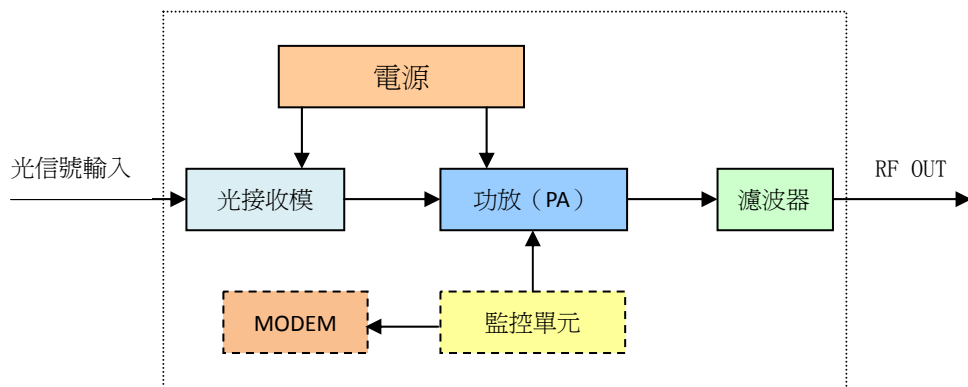 電源
光信號輸入
光接收模
功放（PA）
濾波器
RF OUT
MODEM
監控單元